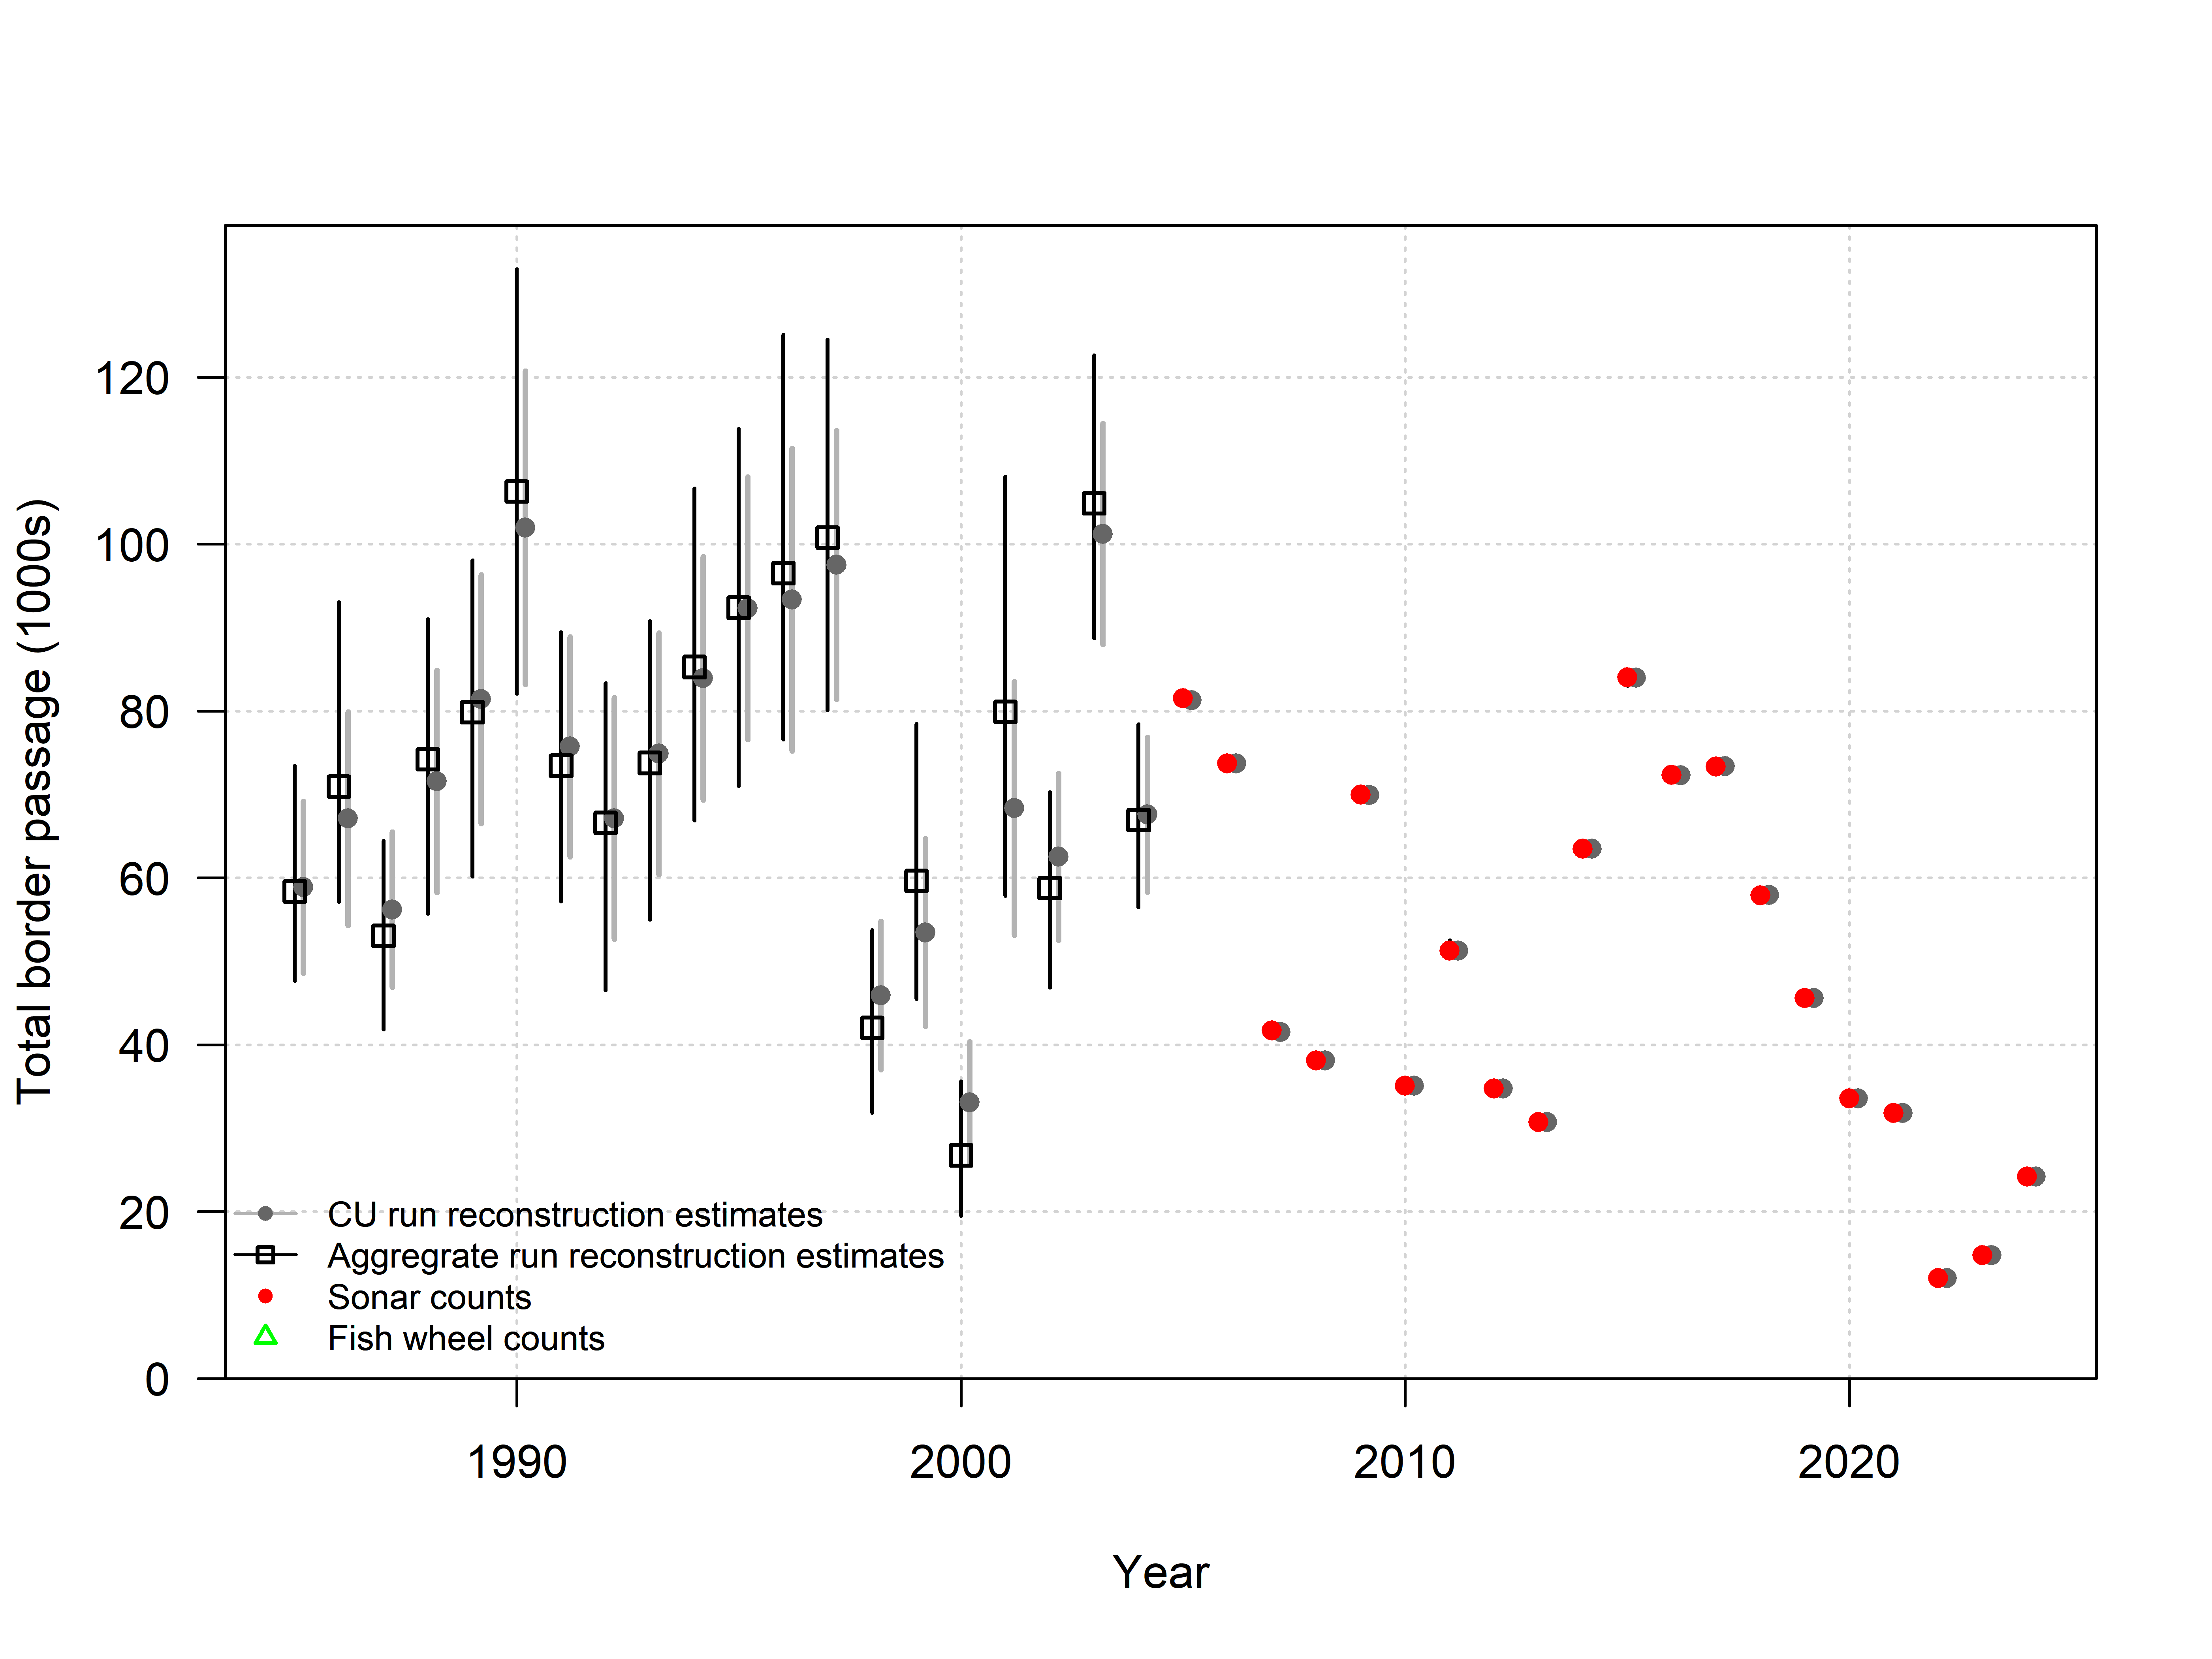 Total border passage (1000s)
120
100
80
60
40
20
0
CU run reconstruction estimates
Aggregrate run reconstruction estimates
Sonar counts
Fish wheel counts
1990 2000 2010 2020
Year